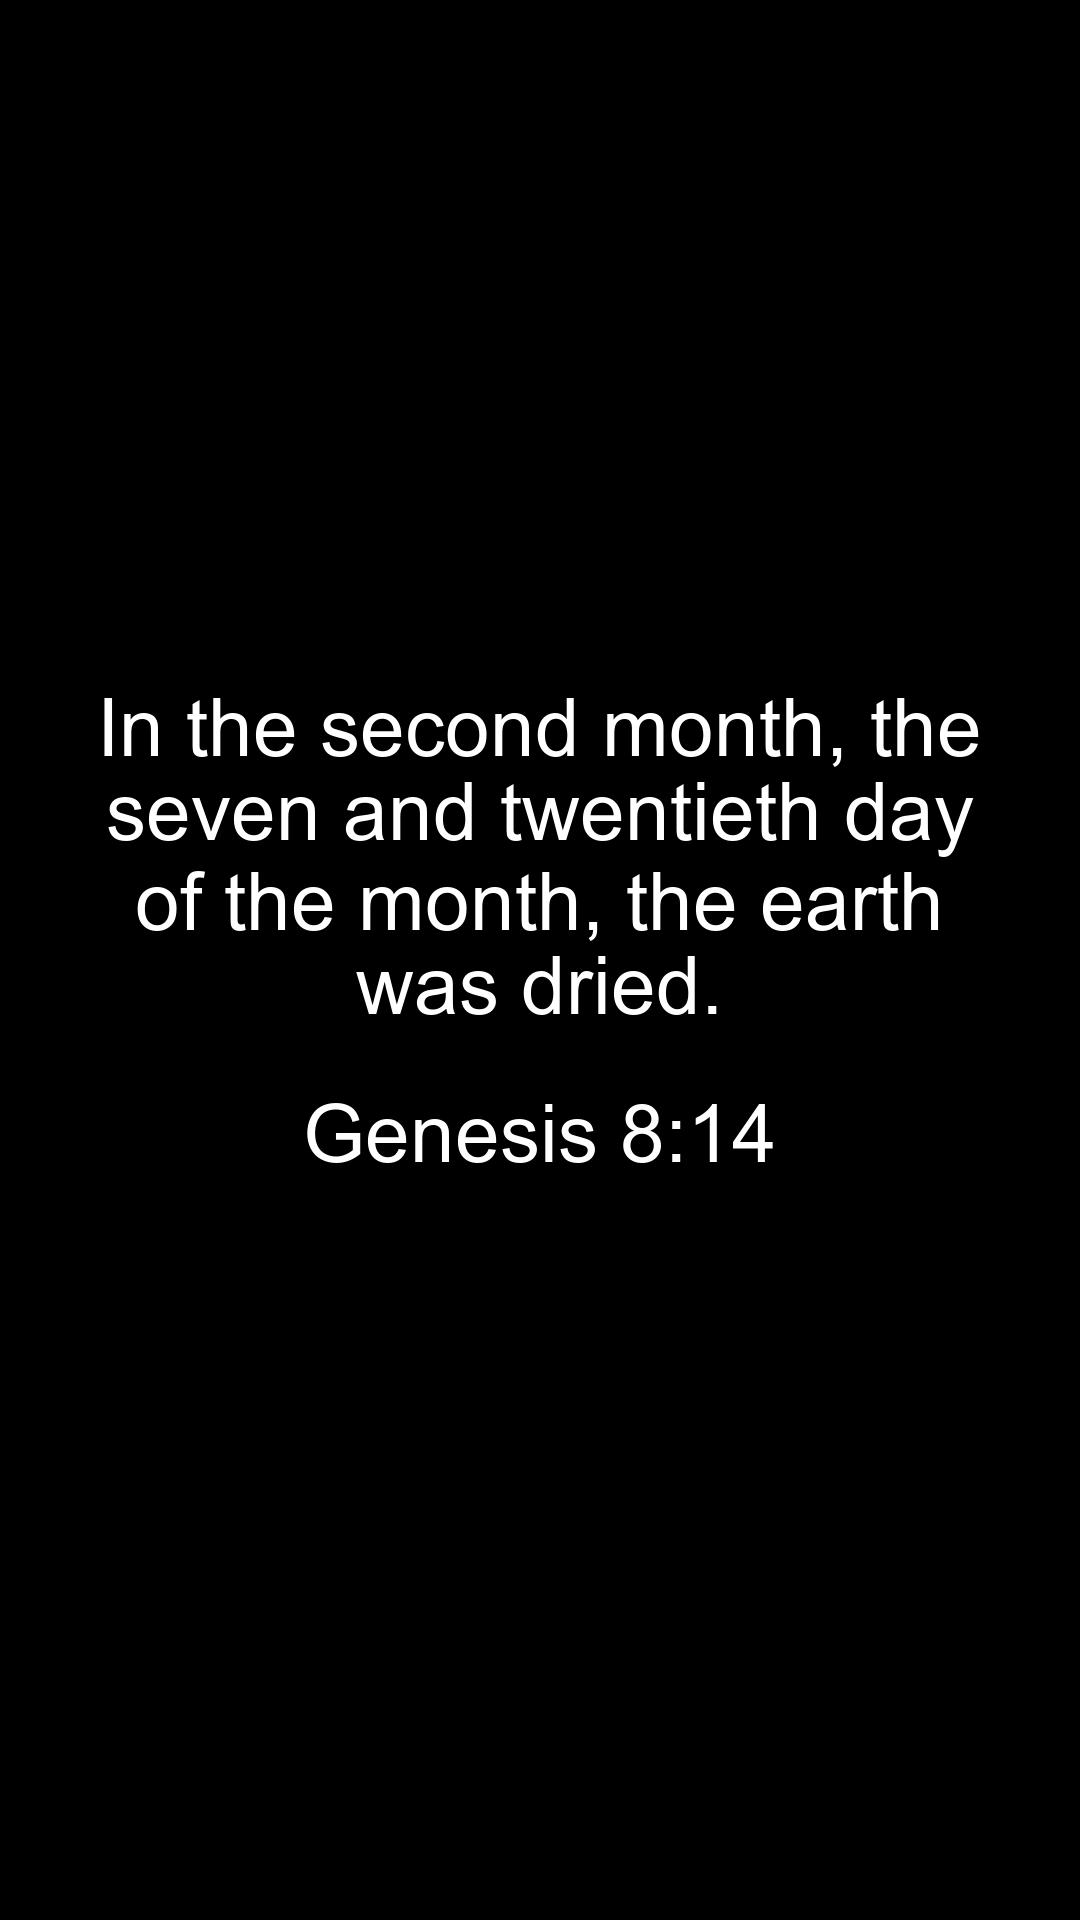 In the second month, the
seven and twentieth day
of the month, the earth
was dried.
Genesis 8:14